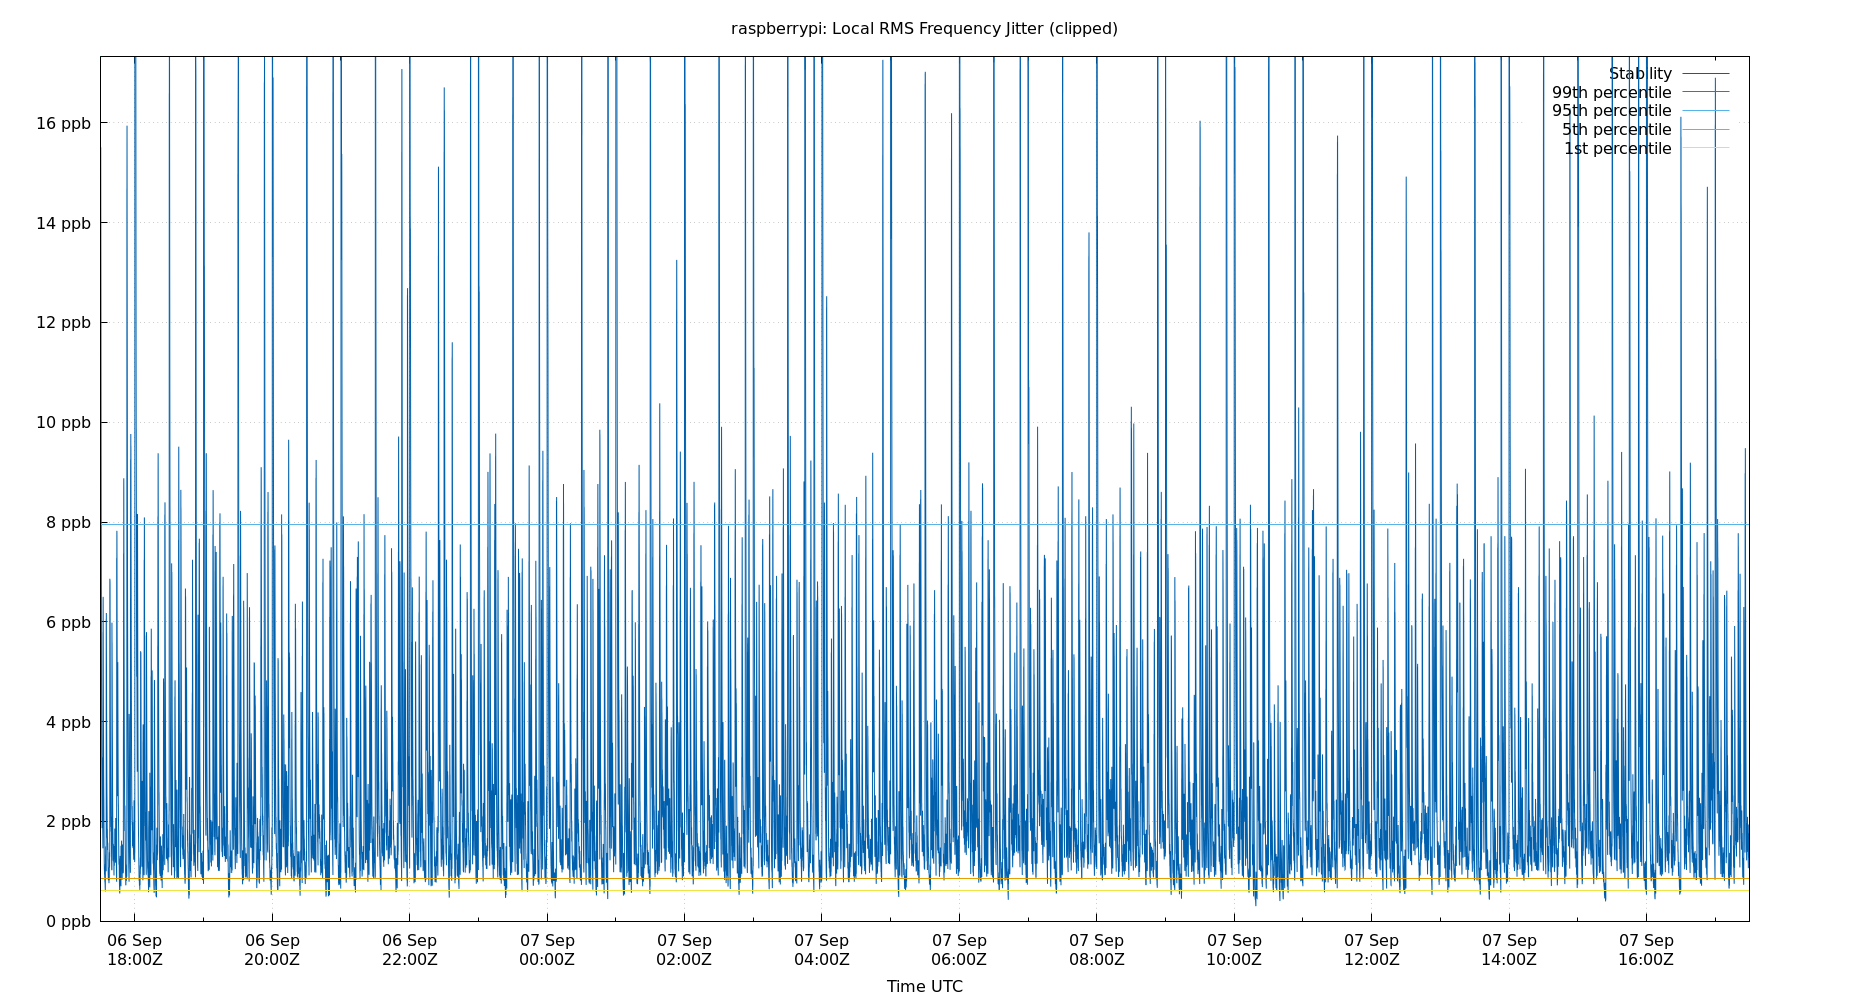 raspberrypi: Local RMS Frequency Jitter (clipped)
Stability
99th percentile
95th percentile
5th percentile
1st percentile
16 ppb
14 ppb
12 ppb
10 ppb
8 ppb
6 ppb
4 ppb
2 ppb
0 ppb
06 Sep 06 Sep 06 Sep 07 Sep 07 Sep 07 Sep 07 Sep 07 Sep 07 Sep 07 Sep 07 Sep 07 Sep
18:00Z 20:00Z 22:00Z 00:00Z 02:00Z 04:00Z 06:00Z 08:00Z 10:00Z 12:00Z 14:00Z 16:00Z
Time UTC